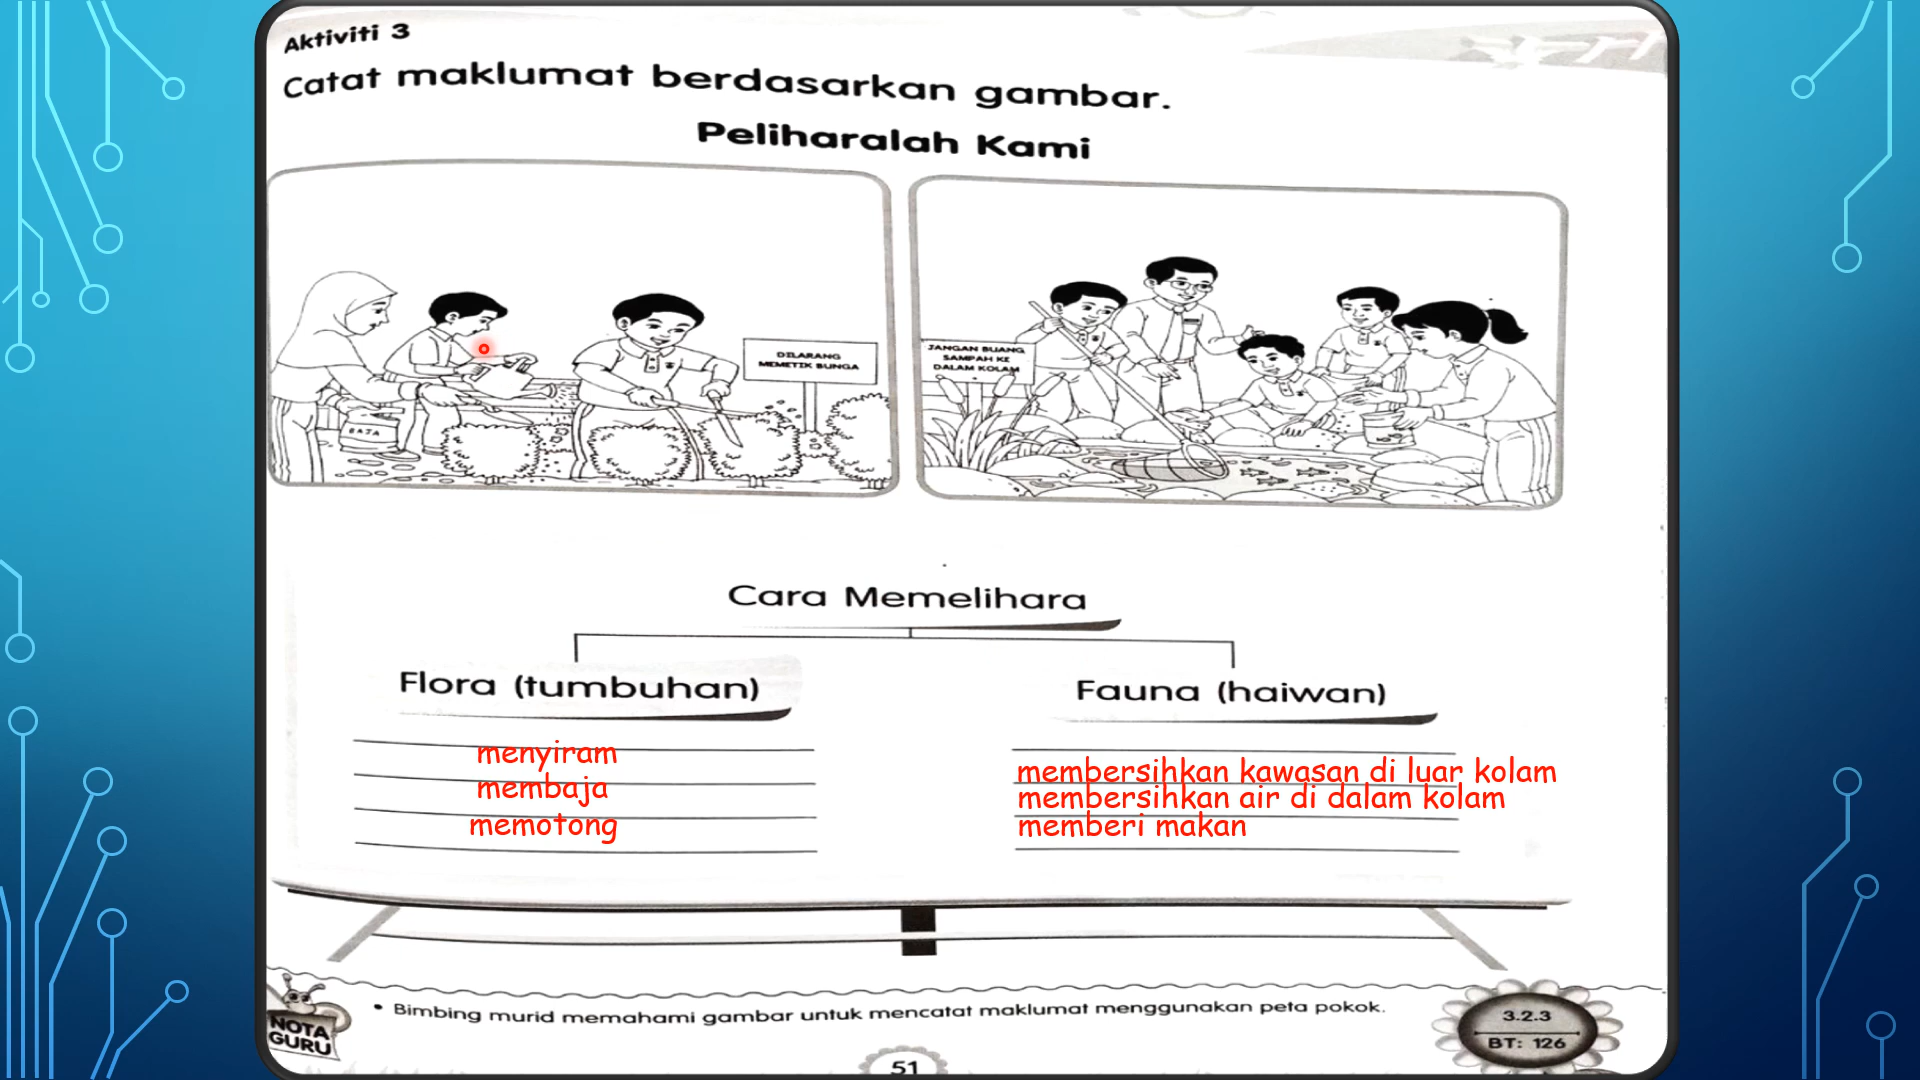 Aktiviti 3
Catat maklumat berdasarkan gambar.
Peliharalah Kami
DILARANG
MEMETIK BUNGA
BAJA
JANGAN BUANG
SAMPAH KE
DALAM KOLAM
Cara Memelihara
Flora (tumbuhan)
Fauna (haiwan)
menyiram
membaja
memotong
membersihkan kawasan di luar kolam
membersihkan air di dalam kolam
memberi makan
NOTA
GURU
• Bimbing murid memahami gambar untuk mencatat maklumat menggunakan peta pokok.
3.2.3
BT: 126
51